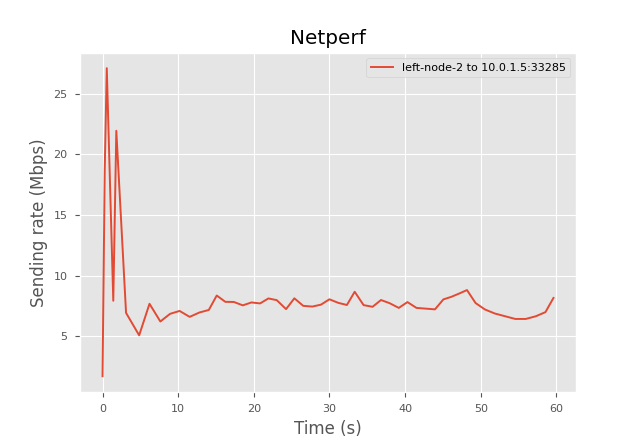 Netperf
left-node-2 to 10.0.1.5:33285
Sending rate (Mbps)
25
20
15
10
5
0 10 20 30 40 50 60
Time (s)